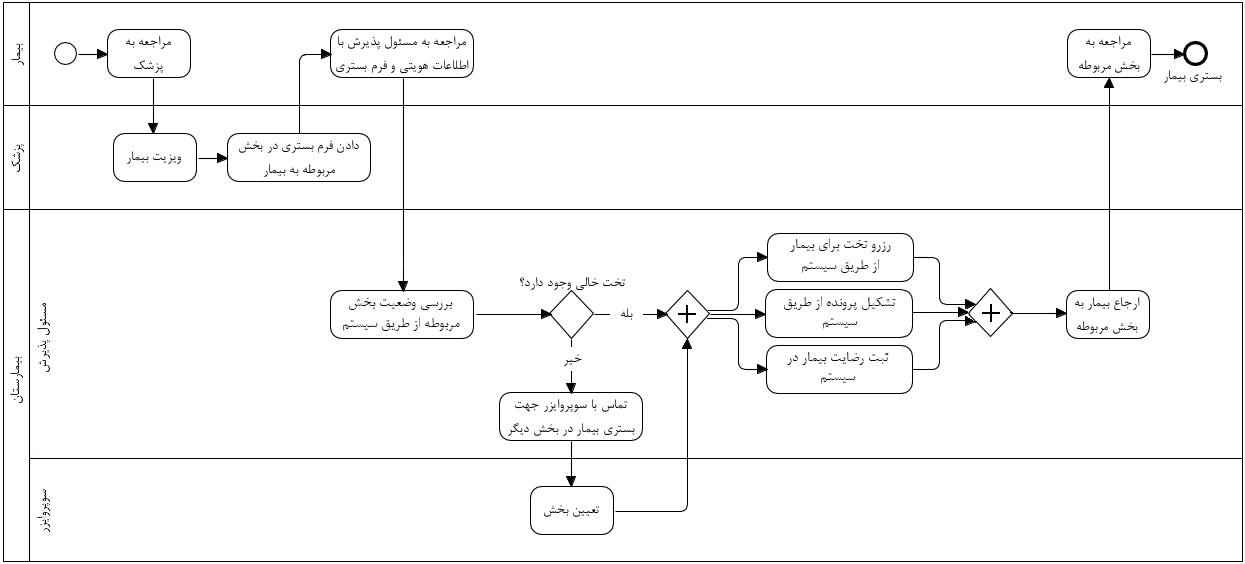 بیمار
مراجعه به
پزشک
مراجعه به مسئول پذیرش با
اطلاعات هویتی و فرم بستری
مراجعه به
بخش مربوطه
بستری بیمار
پزشک
ویزیت بیمار
دادن فرم بستری در بخش
مربوطه به بیمار
بیمارستان
مسئول پذیرش
بررسی وضعیت بخش
مربوطه از طریق سیستم
تخت خالی وجود دارد؟
بله
خیر
رزرو تخت برای بیمار
از طریق سیستم
تشکیل پرونده از طریق
سیستم
ثبت رضایت بیمار در
سیستم
ارجاع بیمار به
بخش مربوطه
تماس با سوپروایزر جهت
بستری بیمار در بخش دیگر
سوپروایزر
تعیین بخش